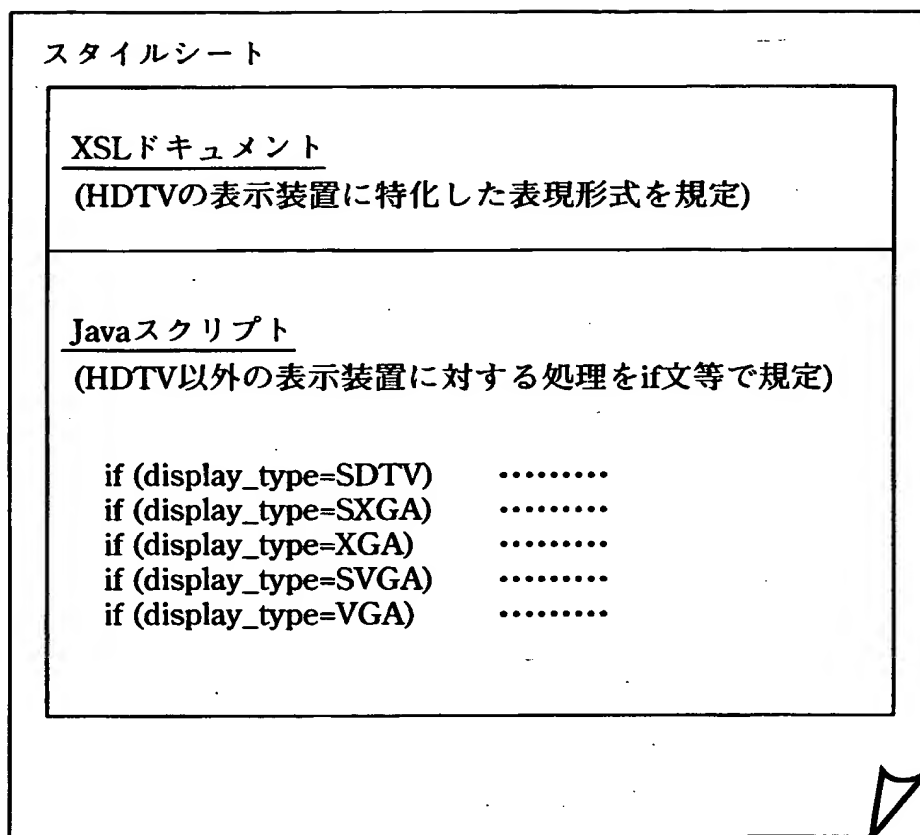 スタイルシート
XSLドキュメント
(HDTVの表示装置に特化した表現形式を規定)
Javaスクリプト
(HDTV以外の表示装置に対する処理をif文等で規定)
if (display_type=SDTV) ………
if (display_type=SXGA) ………
if (display_type=XGA) ………
if (display_type=SVGA) ………
if (display_type=VGA) ………